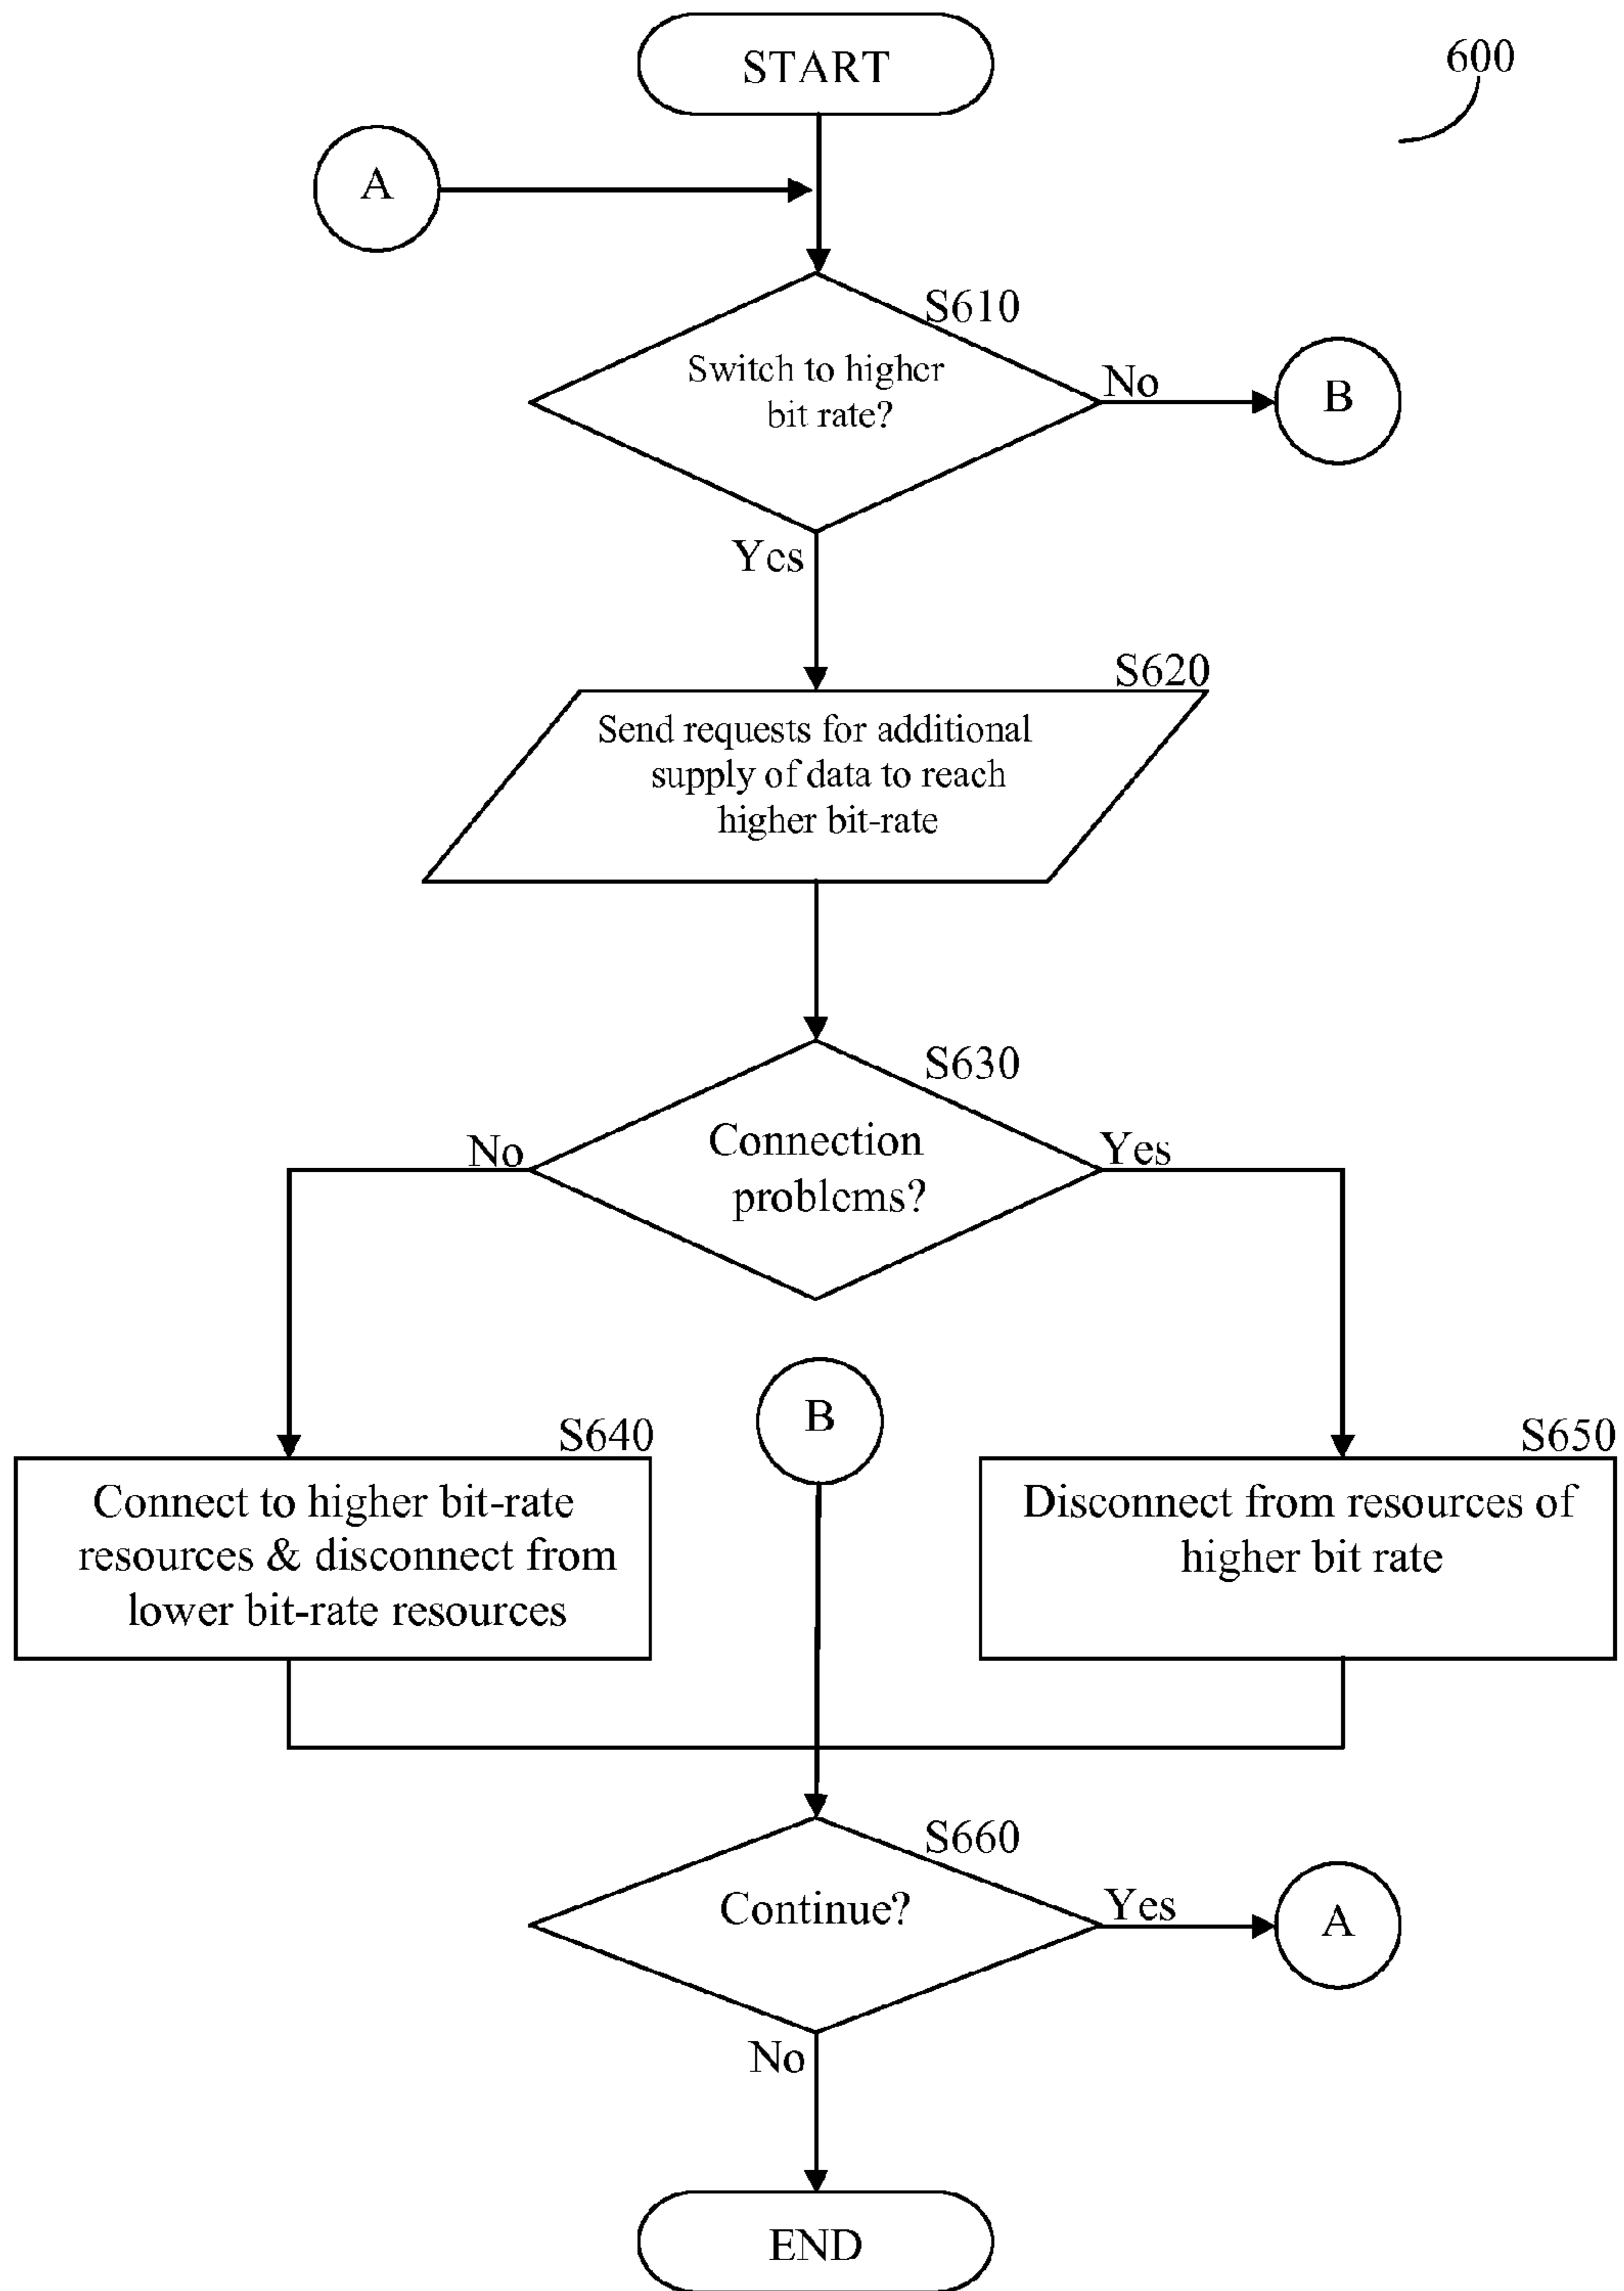 START
600
A
S610
Switch to higher
bit rate?
No
B
Yes
S620
Send requests for additional
supply of data to reach
higher bit-rate
S630
No
Connection
problems?
Yes
B
S640
S650
Connect to higher bit-rate
resources & disconnect from
lower bit-rate resources
Disconnect from resources of
higher bit rate
S660
Continue?
Yes
A
No
END